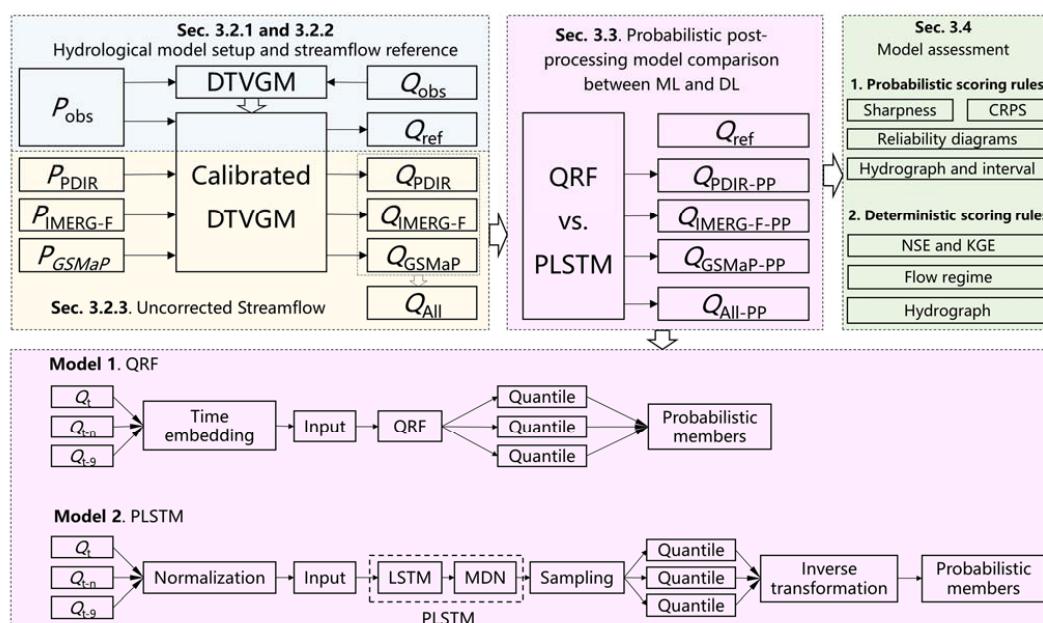 Sec. 3.2.1 and 3.2.2
Hydrological model setup and streamflow reference
P_obs
DTVGM
Q_obs
Q_ref
P_PDIR
P_IMERG-F
P_GSMaP
Calibrated
DTVGM
Q_PDIR
Q_IMERG-F
Q_GSMaP
Q_All
Sec. 3.2.3. Uncorrected Streamflow
Sec. 3.3. Probabilistic post-
processing model comparison
between ML and DL
QRF
vs.
PLSTM
Q_ref
Q_PDIR-PP
Q_IMERG-F-PP
Q_GSMaP-PP
Q_All-PP
Sec. 3.4
Model assessment
1. Probabilistic scoring rules
Sharpness CRPS
Reliability diagrams
Hydrograph and interval
2. Deterministic scoring rules
NSE and KGE
Flow regime
Hydrograph
Model 1. QRF
Q_t
Q_t-n
Q_t-9
Time
embedding
Input
QRF
Quantile
Quantile
Quantile
Probabilistic
members
Model 2. PLSTM
Q_t
Q_t-n
Q_t-9
Normalization
Input
LSTM
MDN
PLSTM
Sampling
Quantile
Quantile
Quantile
Inverse
transformation
Probabilistic
members